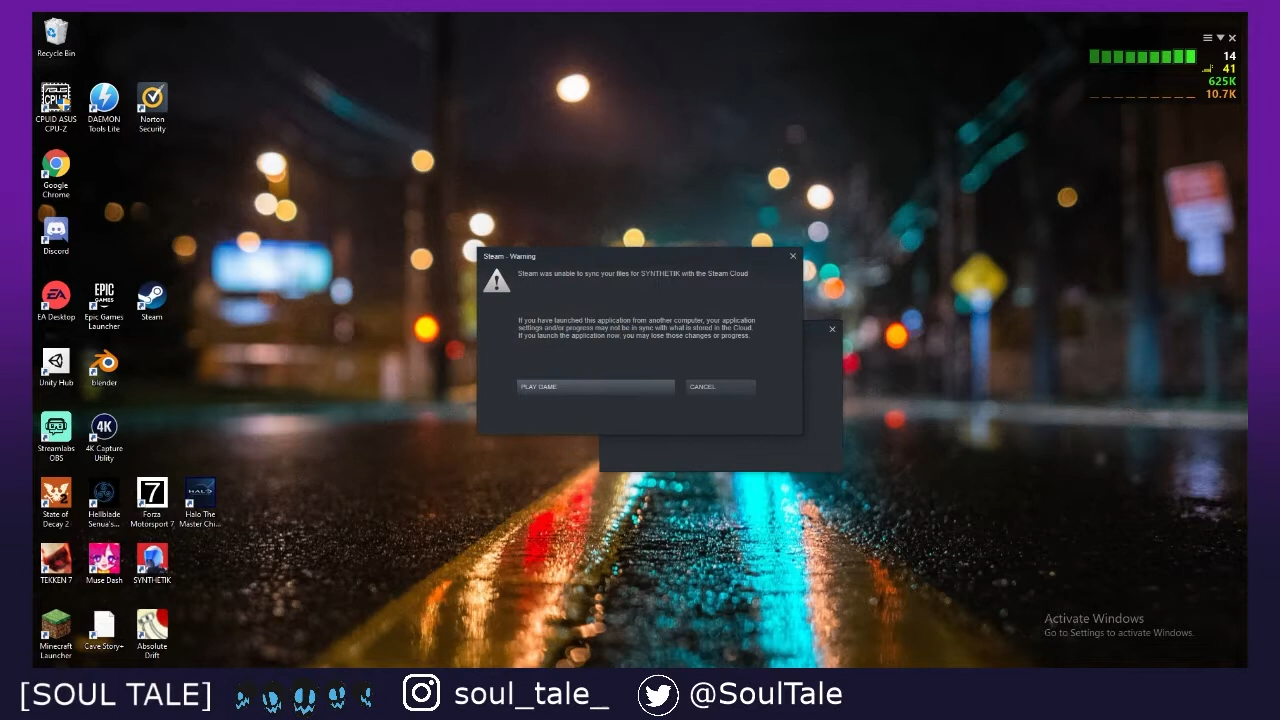 Recycle Bin
14
41
625K
10.7K
CPUID ASUS
CPU-Z
DAEMON
Tools Lite
Norton
Security
Google
Chrome
Discord
EA Desktop
Epic Games
Launcher
Steam
Unity Hub
blender
Streamlabs
OBS
4K
4K Capture
Utility
State of
Decay 2
Hellblade
Senua's...
7
Forza
Motorsport 7
HALO
Halo The
Master Chi...
TEKKEN 7
Muse Dash
SYNTHETIK
Minecraft
Launcher
Cave Story+
Absolute
Drift
Steam - Warning
Steam was unable to sync your files for SYNTHETIK with the Steam Cloud
If you have launched this application from another computer, your application
settings and/or progress may not be in sync with what is stored in the Cloud.
If you launch the application now, you may lose those changes or progress.
PLAY GAME
CANCEL
Activate Windows
Go to Settings to activate Windows.
[SOUL TALE]
soul_tale_
@SoulTale